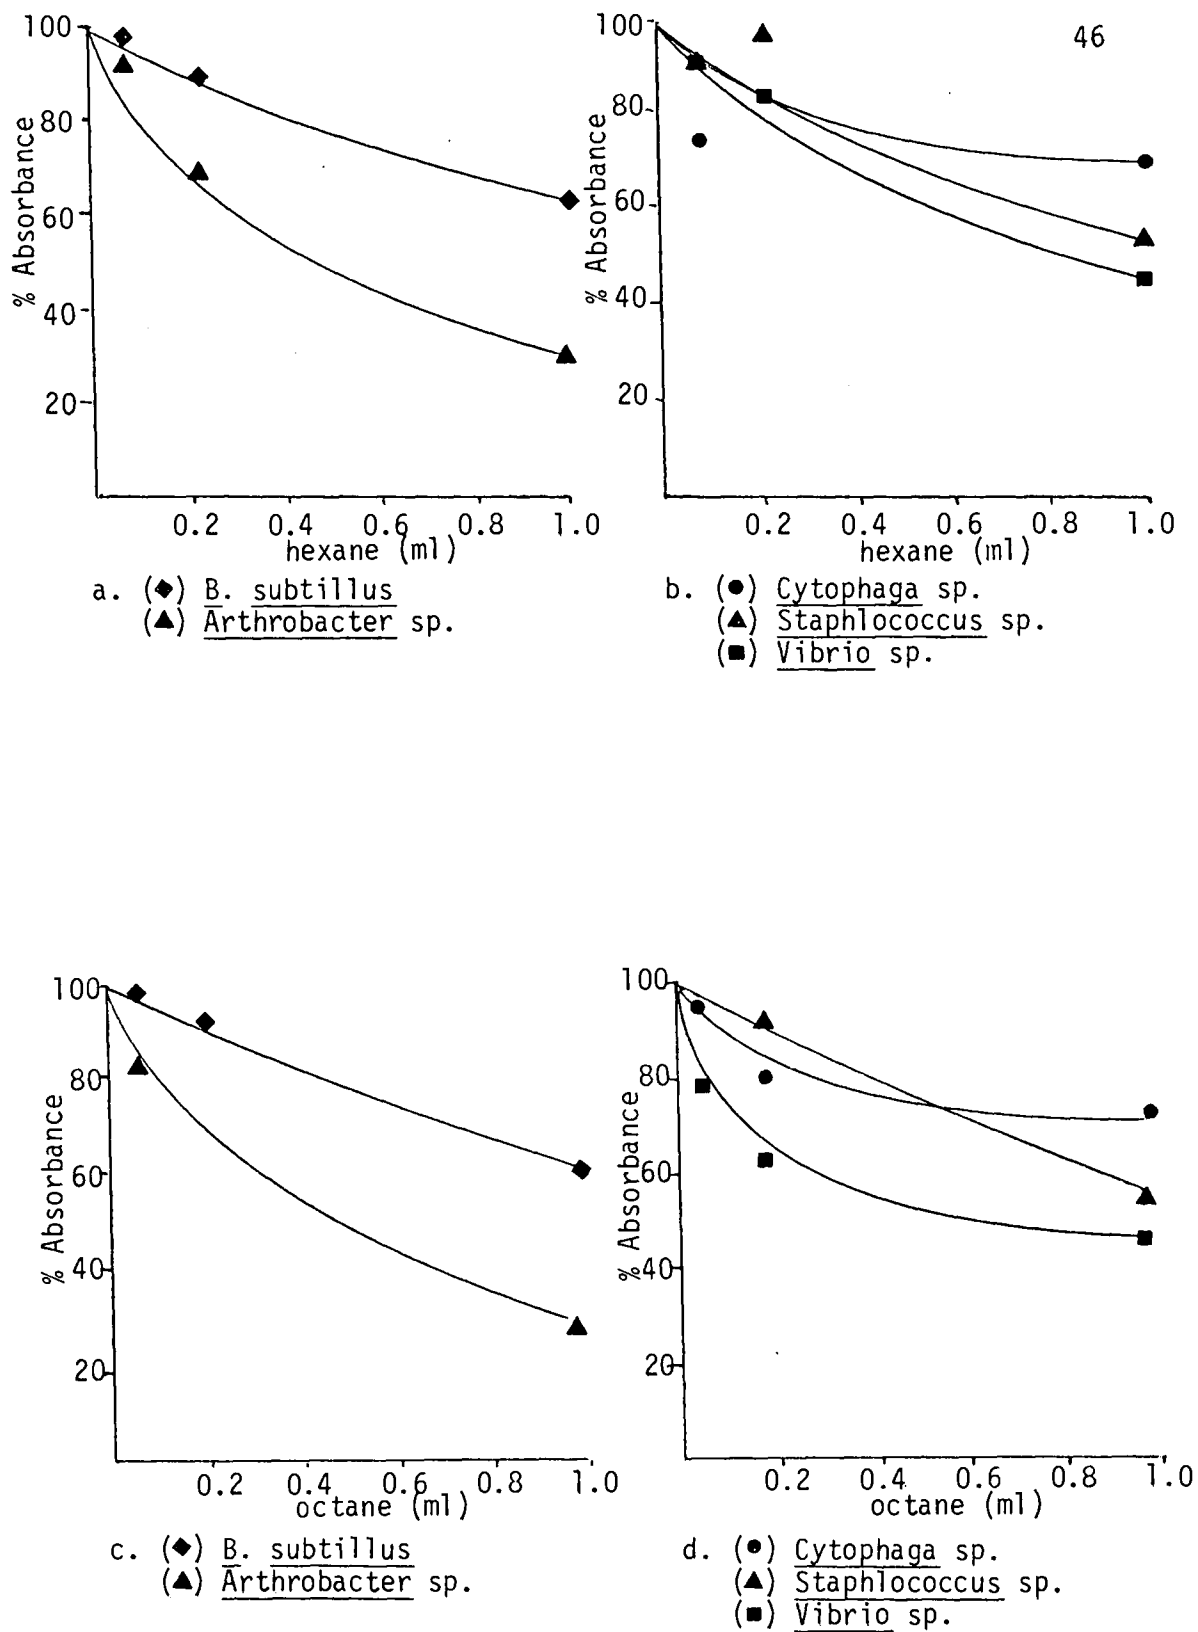 46
100
80
60
40
20
% Absorbance
0.2 0.4 0.6 0.8 1.0
hexane (ml)
a. (◆) B. subtillus
(▲) Arthrobacter sp.
100
80
60
40
20
% Absorbance
0.2 0.4 0.6 0.8 1.0
hexane (ml)
b. (●) Cytophaga sp.
(▲) Staphlococcus sp.
(■) Vibrio sp.
100
80
60
40
20
% Absorbance
0.2 0.4 0.6 0.8 1.0
octane (ml)
c. (◆) B. subtillus
(▲) Arthrobacter sp.
100
80
60
40
20
% Absorbance
0.2 0.4 0.6 0.8 1.0
octane (ml)
d. (●) Cytophaga sp.
(▲) Staphlococcus sp.
(■) Vibrio sp.